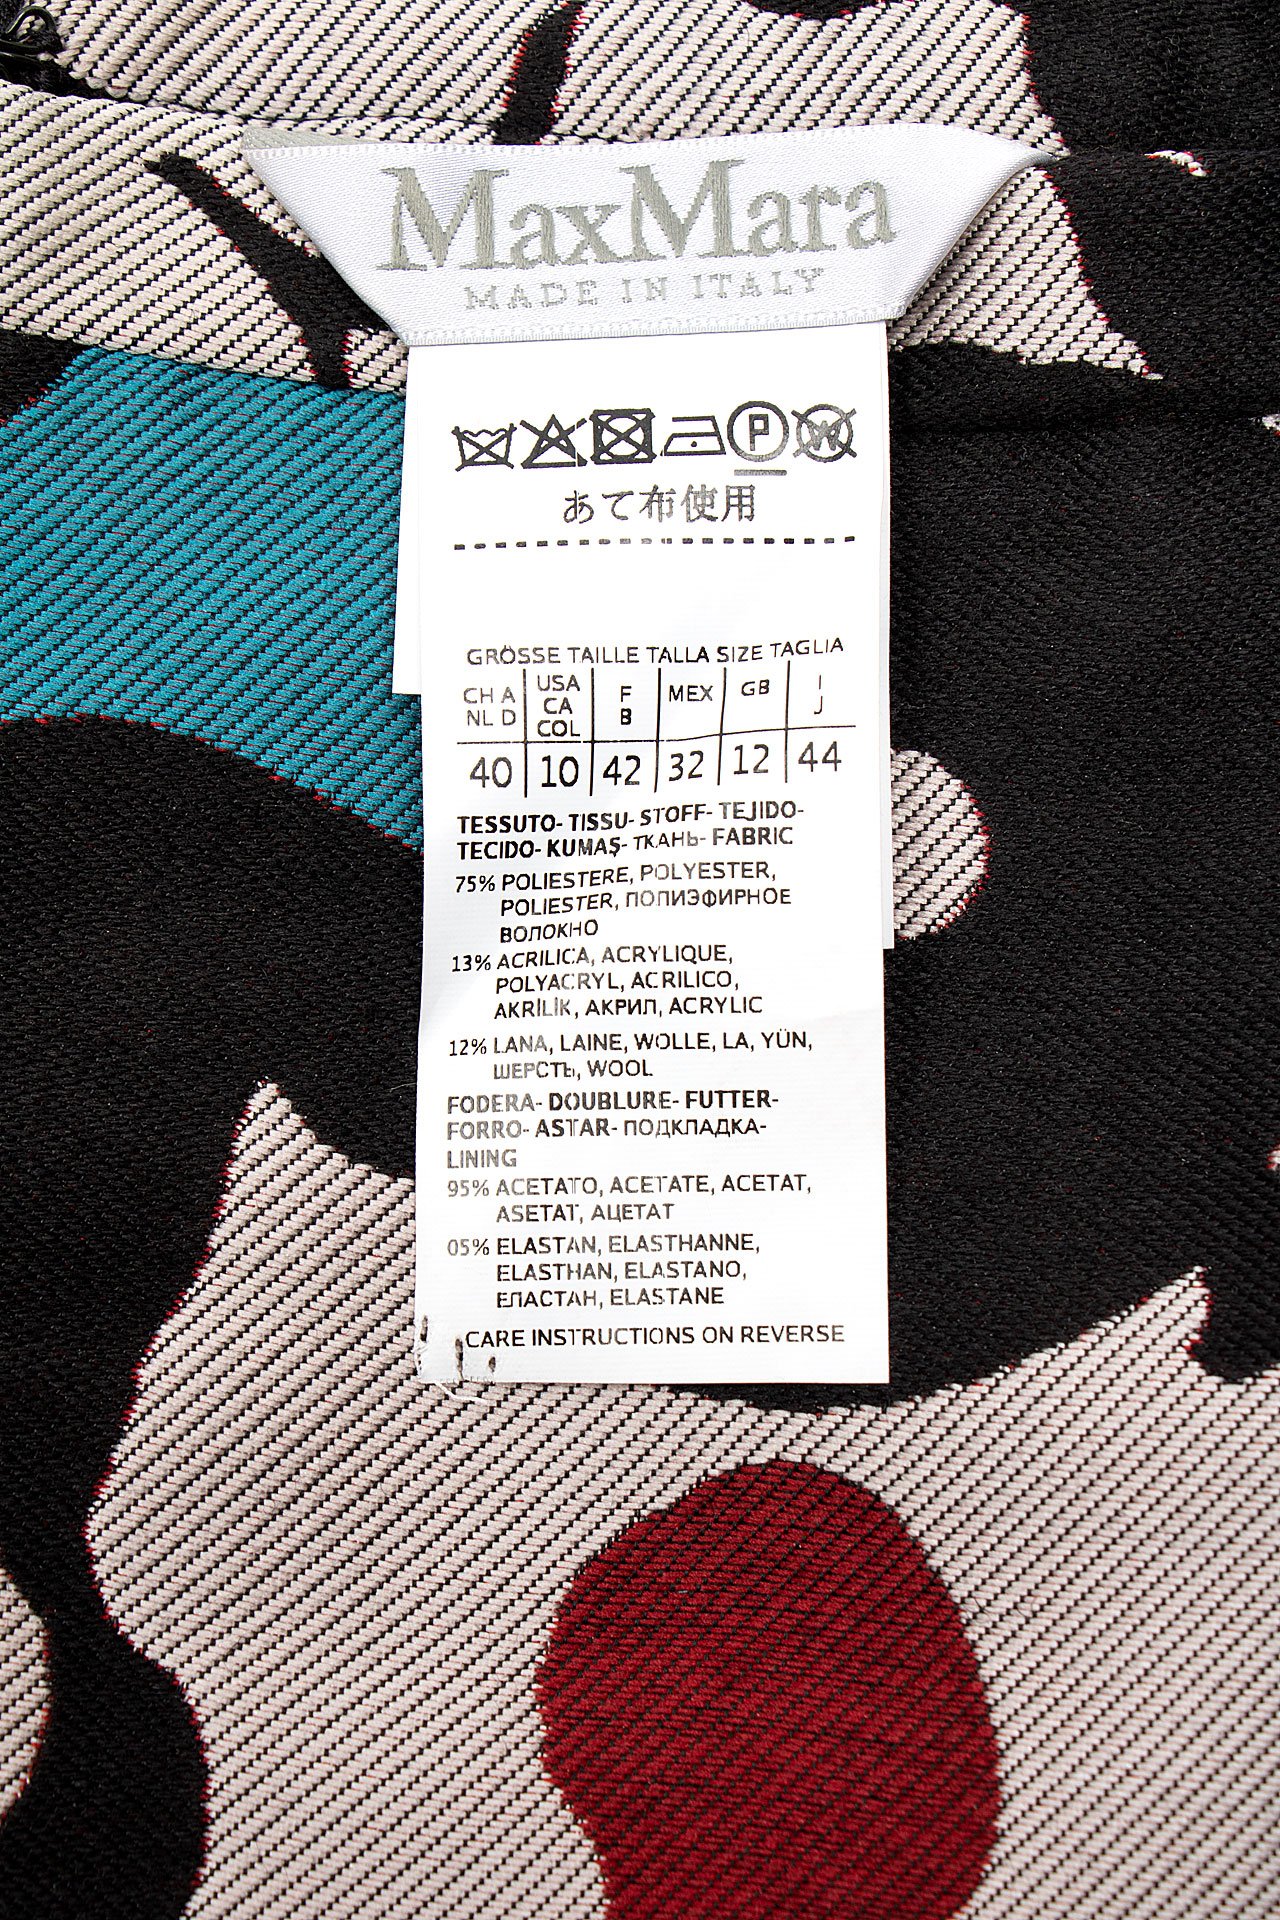 MaxMara
MADE IN ITALY
P W
あて布使用
GRÖSSE TAILLE TALLA SIZE TAGLIA
CH A NL D USA CA COL F B MEX GB I J
40 10 42 32 12 44
TESSUTO- TISSU- STOFF- TEJIDO-
TECIDO- KUMAŞ- ТКАНЬ- FABRIC
75% POLIESTERE, POLYESTER,
POLIESTER, ПОЛИЭФИРНОЕ
ВОЛОКНО
13% ACRILICA, ACRYLIQUE,
POLYACRYL, ACRILICO,
AKRİLİK, АКРИЛ, ACRYLIC
12% LANA, LAINE, WOLLE, LA, YÜN,
ШЕРСТЬ, WOOL
FODERA- DOUBLURE- FUTTER-
FORRO- ASTAR- ПОДКЛАДКА-
LINING
95% ACETATO, ACETATE, ACETAT,
ASETAT, АЦЕТАТ
05% ELASTAN, ELASTHANNE,
ELASTHAN, ELASTANO,
ЕЛАСТАН, ELASTANE
CARE INSTRUCTIONS ON REVERSE